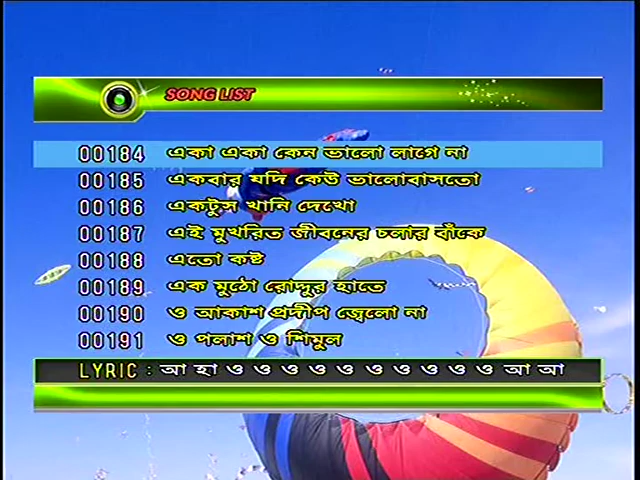 SONG LIST
00184 একা একা কেন ভালো লাগে না
00185 একবার যদি কেউ ভালোবাসতো
00186 একটুস খানি দেখো
00187 এই মুখরিত জীবনের চলার বাঁকে
00188 এতো কষ্ট
00189 এক মুঠো রোদ্দুর হাতে
00190 ও আকাশ প্রদীপ জ্বেলো না
00191 ও পলাশ ও শিমুল
LYRIC : আ হা ও ও ও ও ও ও ও ও ও ও আ আ